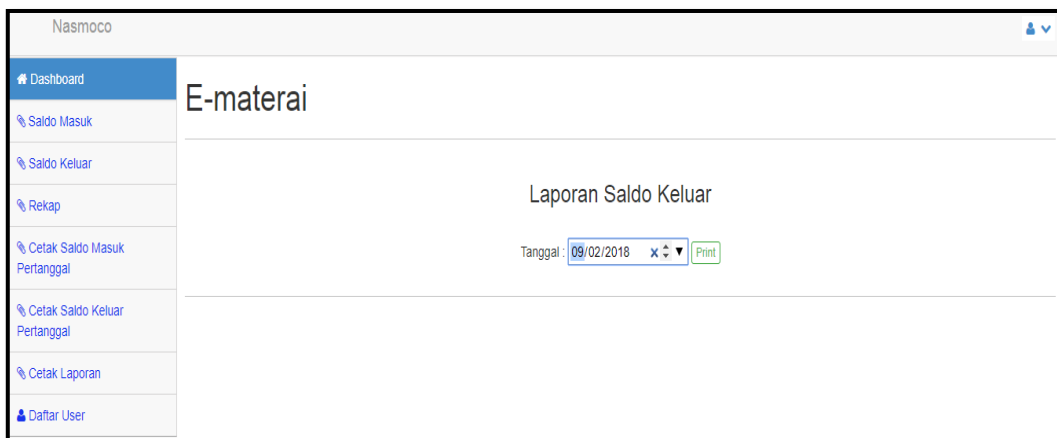 Nasmoco
Dashboard
Saldo Masuk
Saldo Keluar
Rekap
Cetak Saldo Masuk
Pertanggal
Cetak Saldo Keluar
Pertanggal
Cetak Laporan
Daftar User
E-materai
Laporan Saldo Keluar
Tanggal : 09/02/2018 Print